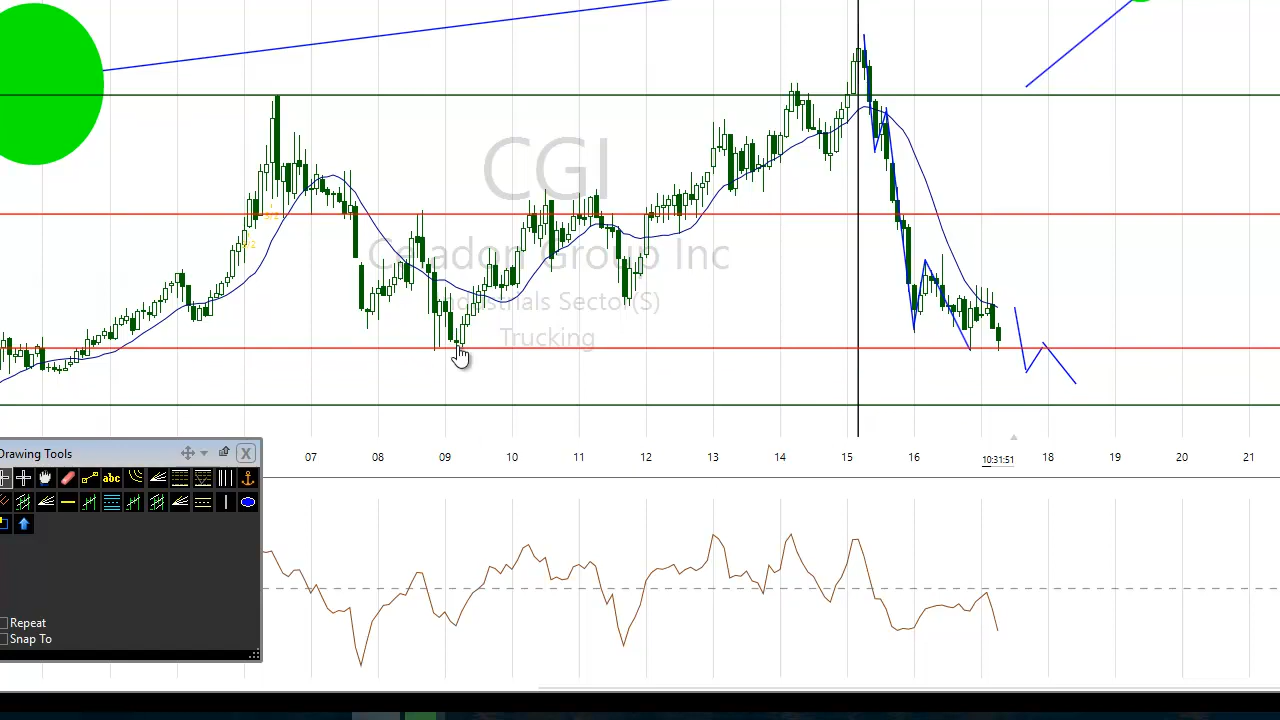 CGI
Celadon Group Inc
Industrials Sector(S)
Trucking
07 08 09 10 11 12 13 14 15 16 10:31:51 18 19 20 21
Drawing Tools
X
abc
Repeat
Snap To